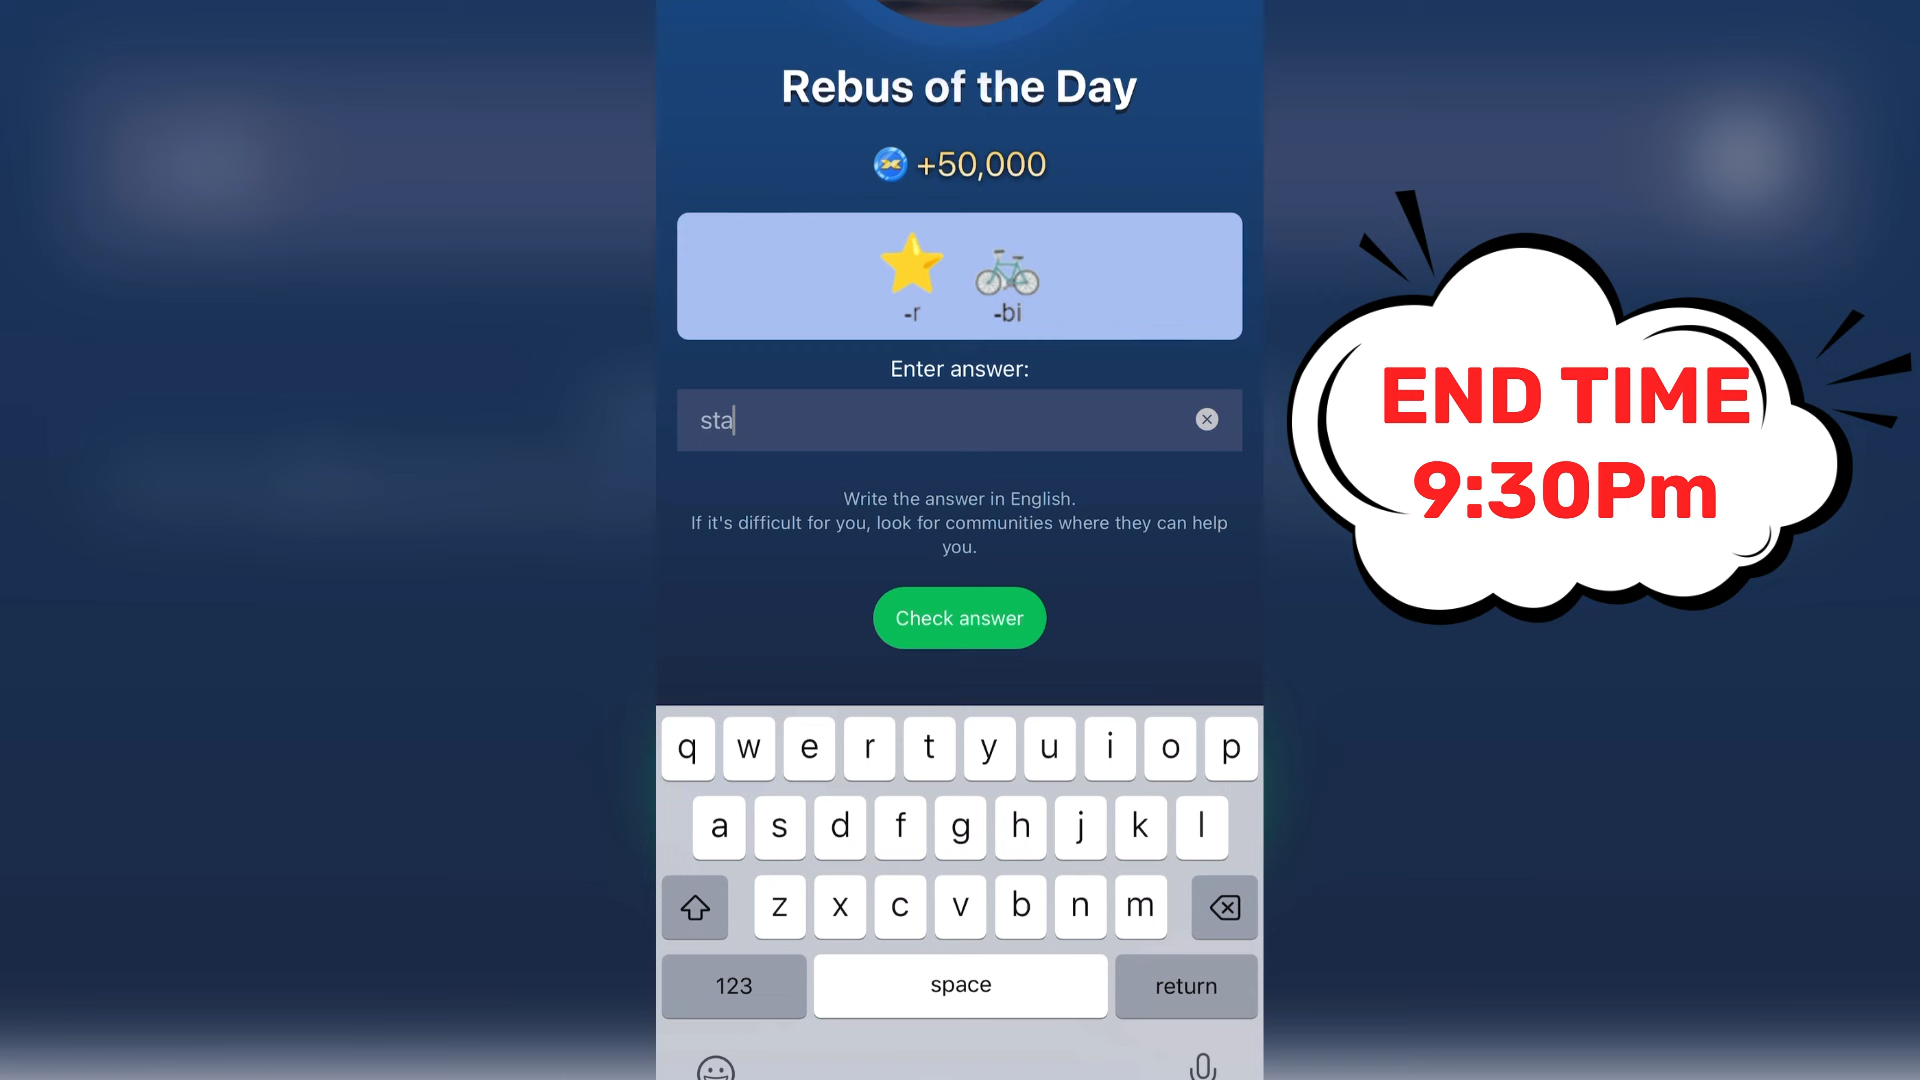 Rebus of the Day
+50,000
-r -bi
Enter answer:
sta
Write the answer in English.
If it's difficult for you, look for communities where they can help
you.
Check answer
q w e r t y u i o p
a s d f g h j k l
z x c v b n m
123 space return
END TIME
9:30Pm